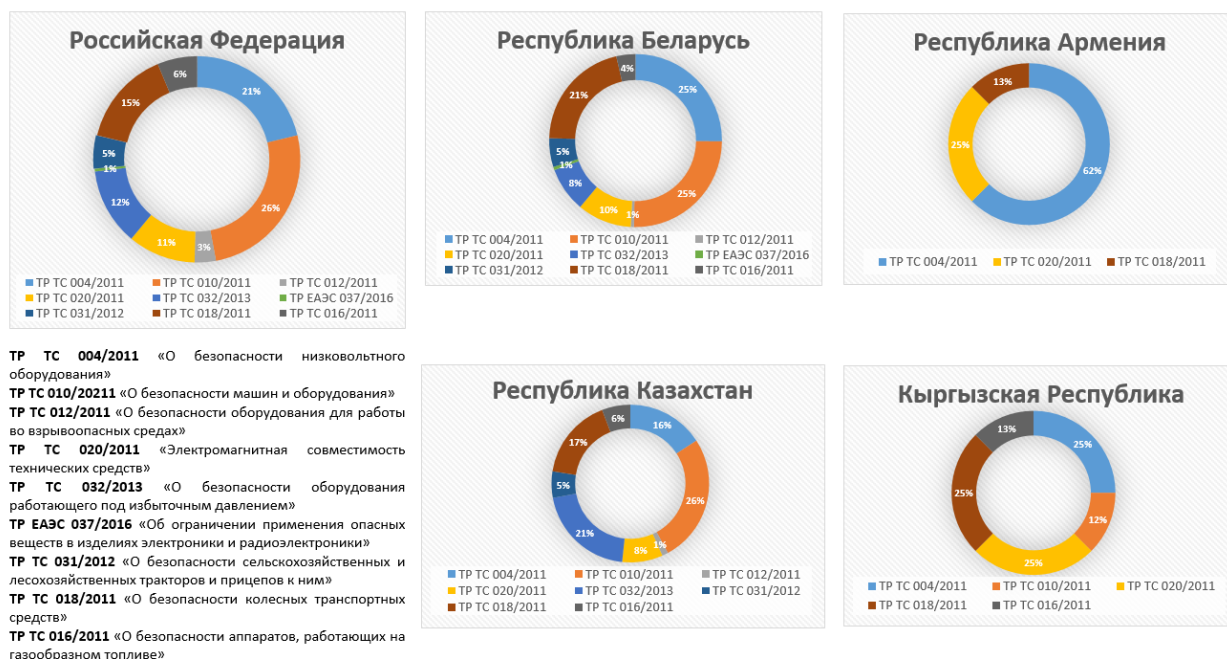 Российская Федерация
6%
21%
15%
5%
1%
26%
12%
11%
3%
ТР ТС 004/2011 ТР ТС 010/2011 ТР ТС 012/2011
ТР ТС 020/2011 ТР ТС 032/2013 ТР ЕАЭС 037/2016
ТР ТС 031/2012 ТР ТС 018/2011 ТР ТС 016/2011
Республика Беларусь
4%
25%
21%
5%
1%
8%
25%
10%
1%
ТР ТС 004/2011 ТР ТС 010/2011 ТР ТС 012/2011
ТР ТС 020/2011 ТР ТС 032/2013 ТР ЕАЭС 037/2016
ТР ТС 031/2012 ТР ТС 018/2011 ТР ТС 016/2011
Республика Армения
13%
25%
62%
ТР ТС 004/2011 ТР ТС 020/2011 ТР ТС 018/2011
ТР ТС 004/2011 «О безопасности низковольтного
оборудования»
ТР ТС 010/20211 «О безопасности машин и оборудования»
ТР ТС 012/2011 «О безопасности оборудования для работы
во взрывоопасных средах»
ТР ТС 020/2011 «Электромагнитная совместимость
технических средств»
ТР ТС 032/2013 «О безопасности оборудования
работающего под избыточным давлением»
ТР ЕАЭС 037/2016 «Об ограничении применения опасных
веществ в изделиях электроники и радиоэлектроники»
ТР ТС 031/2012 «О безопасности сельскохозяйственных и
лесохозяйственных тракторов и прицепов к ним»
ТР ТС 018/2011 «О безопасности колесных транспортных
средств»
ТР ТС 016/2011 «О безопасности аппаратов, работающих на
газообразном топливе»
Республика Казахстан
6%
16%
17%
5%
26%
21%
8%
1%
ТР ТС 004/2011 ТР ТС 010/2011 ТР ТС 012/2011
ТР ТС 020/2011 ТР ТС 032/2013 ТР ТС 031/2012
ТР ТС 018/2011 ТР ТС 016/2011
Кыргызская Республика
13%
25%
25%
12%
25%
ТР ТС 004/2011 ТР ТС 010/2011 ТР ТС 020/2011
ТР ТС 018/2011 ТР ТС 016/2011